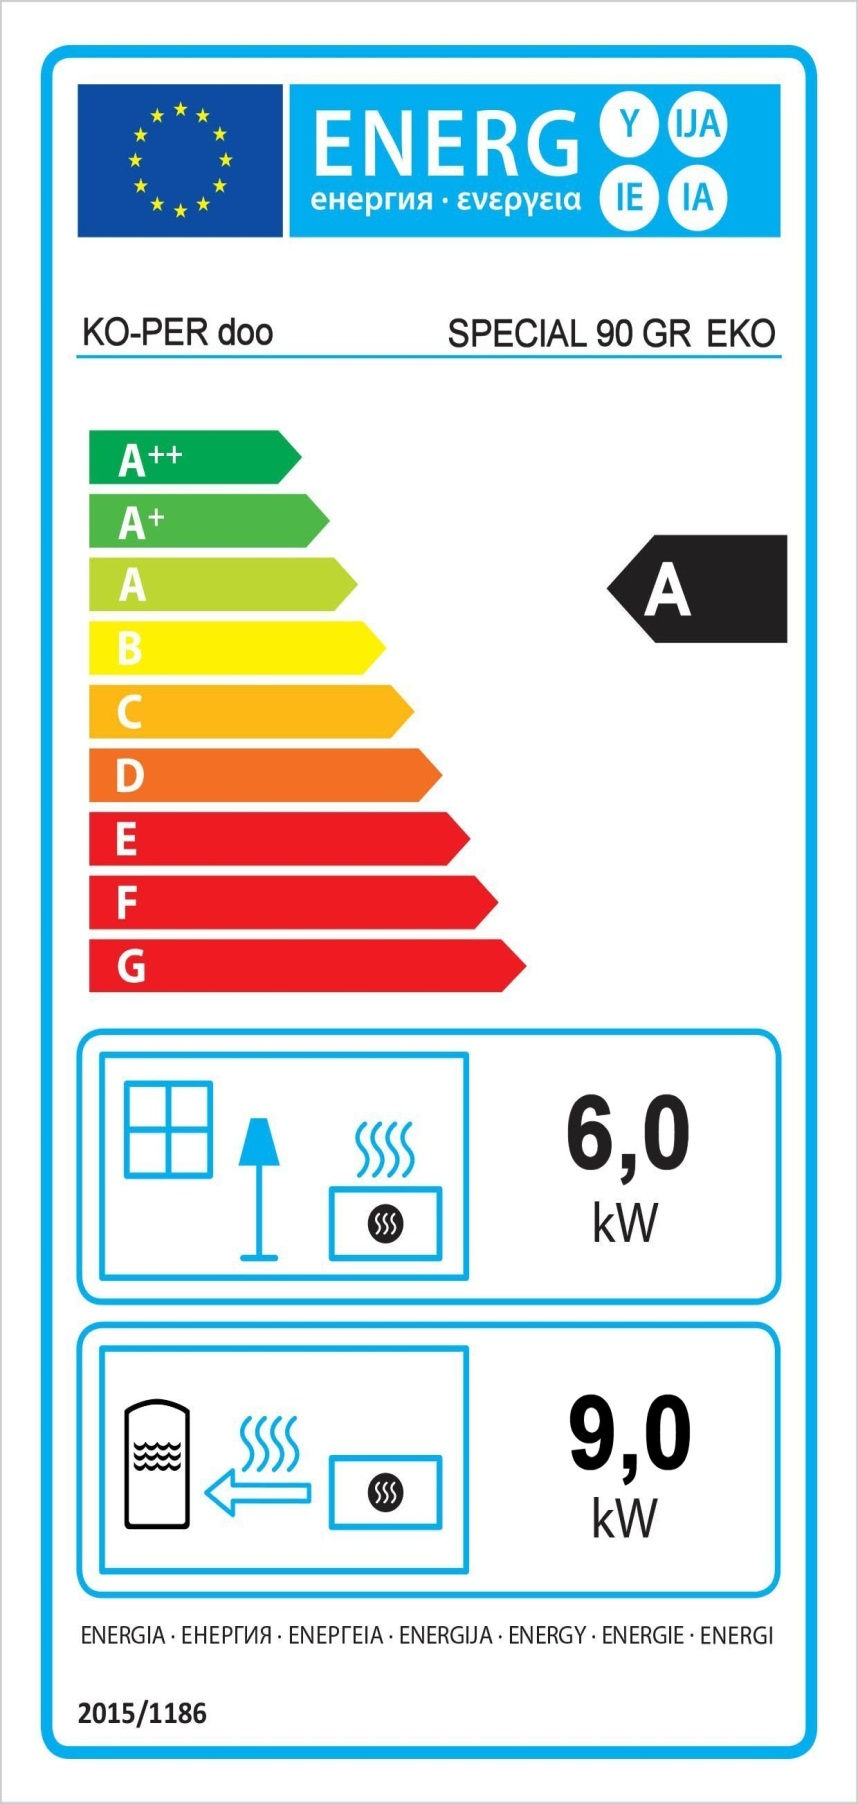 ENERG Y IJA
енергия · ενεργεια IE IA
KO-PER doo SPECIAL 90 GR EKO
A++
A+
A
A
B
C
D
E
F
G
6,0
kW
9,0
kW
ENERGIA · ЕНЕРГИЯ · ΕΝΕΡΓΕΙΑ · ENERGIJA · ENERGY · ENERGIE · ENERGI
2015/1186